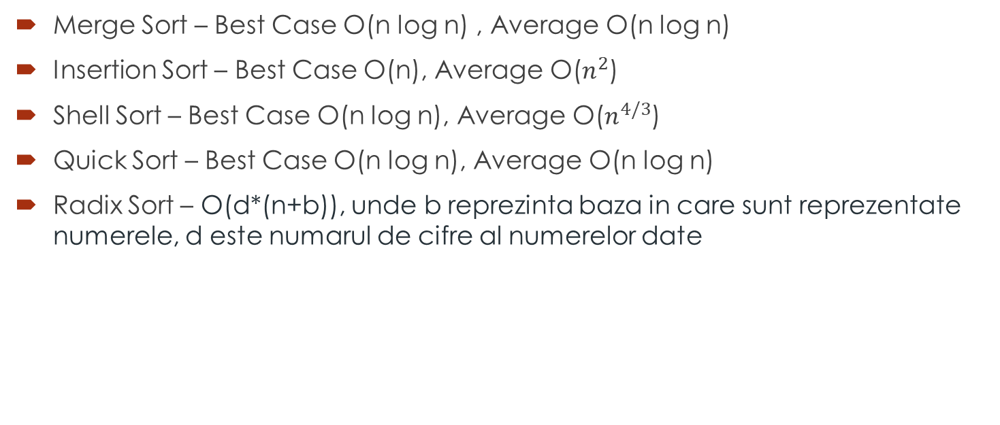 Merge Sort – Best Case O(n log n) , Average O(n log n)
Insertion Sort – Best Case O(n), Average O(𝑛²)
Shell Sort – Best Case O(n log n), Average O(𝑛^{4/3})
Quick Sort – Best Case O(n log n), Average O(n log n)
Radix Sort – O(d*(n+b)), unde b reprezinta baza in care sunt reprezentate
numerele, d este numarul de cifre al numerelor date